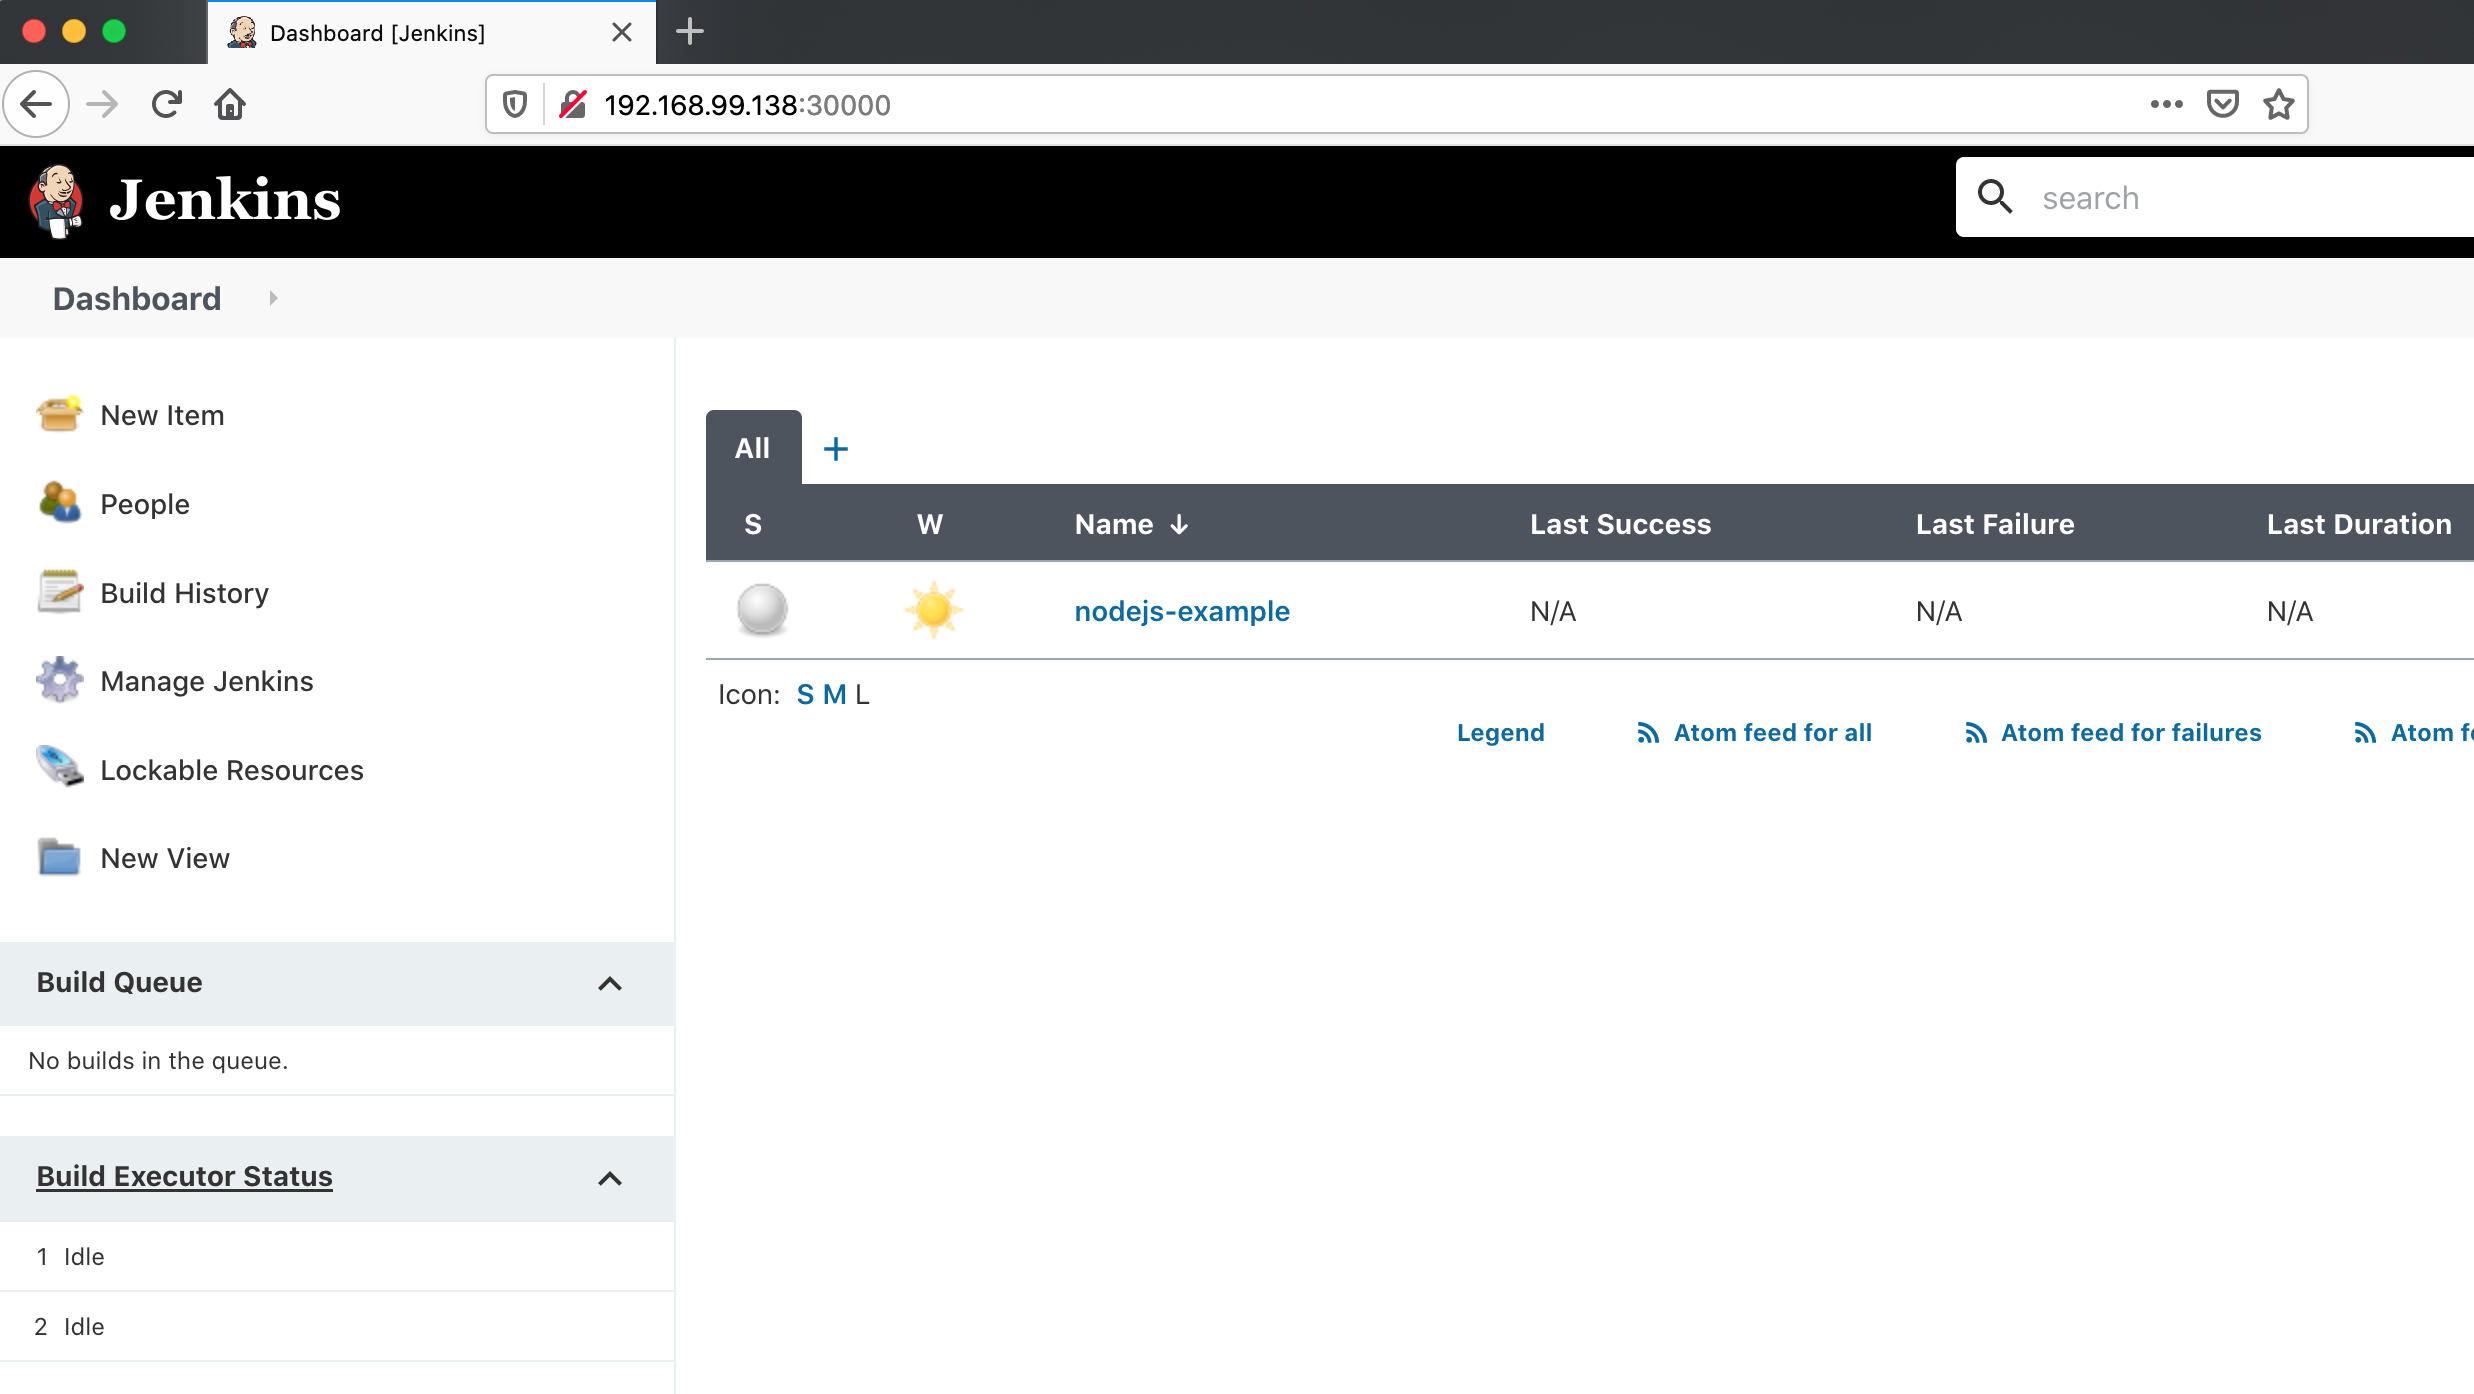 Dashboard [Jenkins]
192.168.99.138:30000
Jenkins
search
Dashboard
New Item
People
Build History
Manage Jenkins
Lockable Resources
New View
Build Queue
No builds in the queue.
Build Executor Status
1 Idle
2 Idle
All +
S W Name ↓ Last Success Last Failure Last Duration
nodejs-example N/A N/A N/A
Icon: S M L
Legend Atom feed for all Atom feed for failures Atom